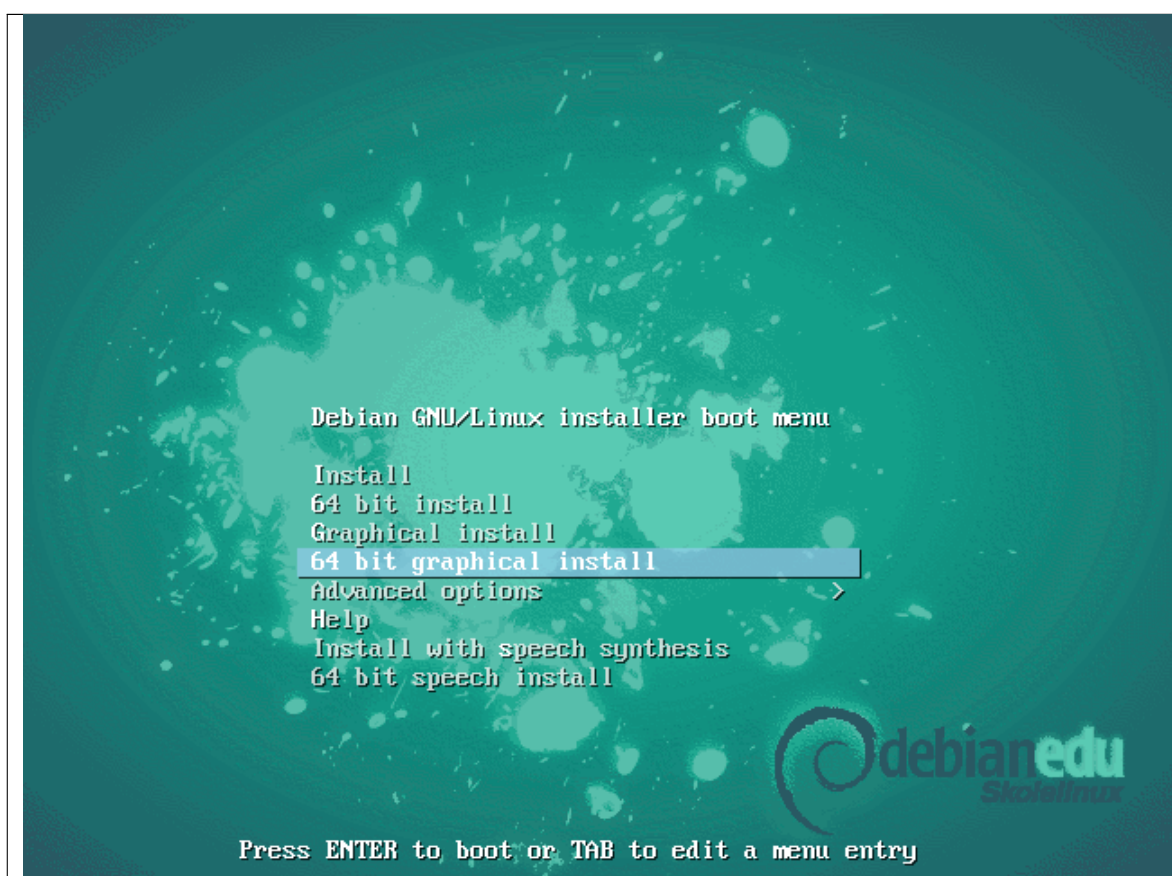 Debian GNU/Linux installer boot menu
Install
64 bit install
Graphical install
64 bit graphical install
Advanced options >
Help
Install with speech synthesis
64 bit speech install
debianedu
Skolelinux
Press ENTER to boot or TAB to edit a menu entry